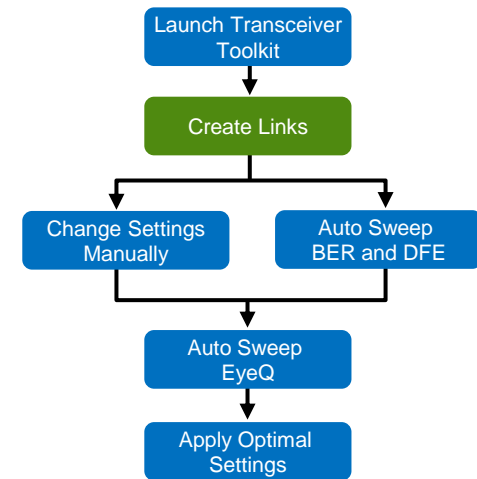 Launch Transceiver
Toolkit
Create Links
Change Settings
Manually
Auto Sweep
BER and DFE
Auto Sweep
EyeQ
Apply Optimal
Settings